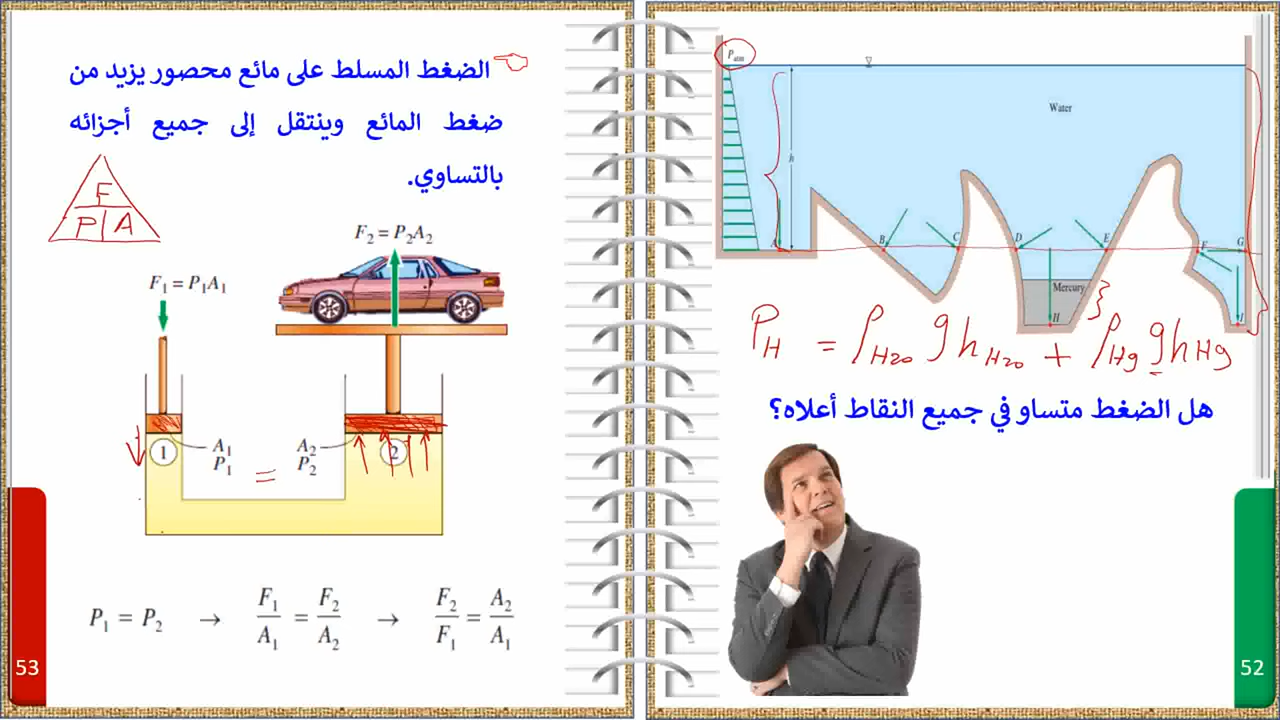 الضغط المسلط على مائع محصور يزيد من
ضغط المائع وينتقل إلى جميع أجزائه
بالتساوي.
F
P A
F₂ = P₂A₂
F₁ = P₁A₁
A₁
P₁
=
A₂
P₂
1
2
P₁ = P₂ → F₁/A₁ = F₂/A₂ → F₂/F₁ = A₂/A₁
53
Patm
Water
h
A
B
C
D
E
F
G
Mercury
H
I
P_H = ρ_H20 g h_H20 + ρ_Hg g h_Hg
هل الضغط متساو في جميع النقاط أعلاه؟
52